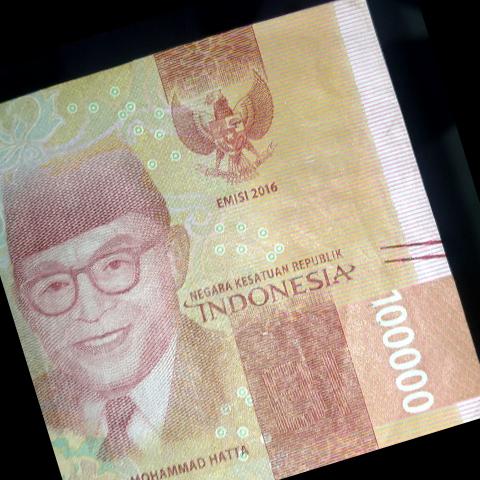 EMISI 2016
NEGARA KESATUAN REPUBLIK
INDONESIA
100000
MOHAMMAD HATTA